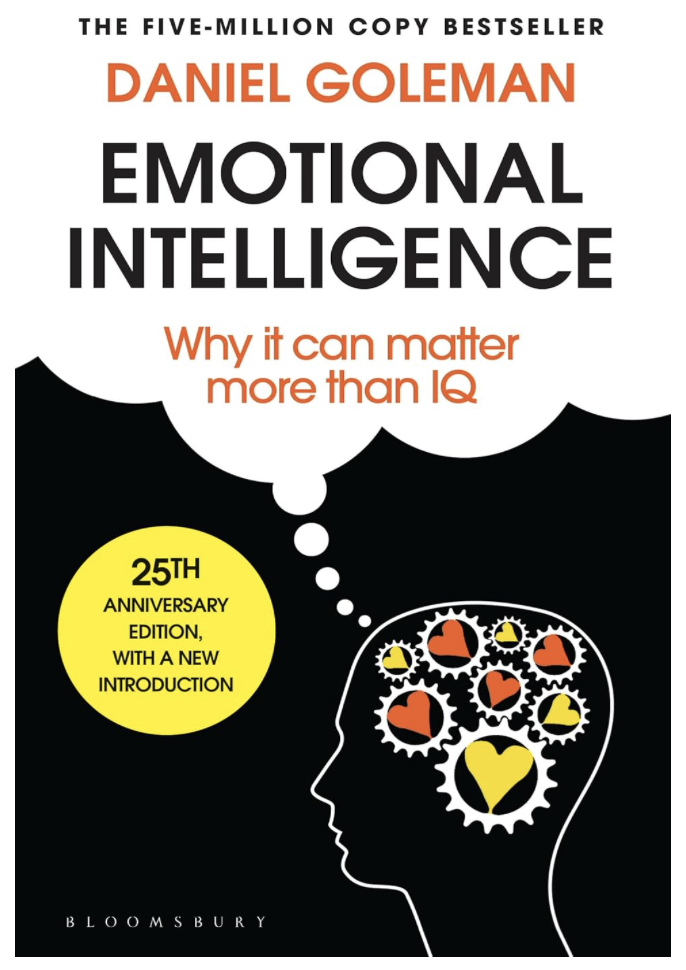 THE FIVE-MILLION COPY BESTSELLER
DANIEL GOLEMAN
EMOTIONAL
INTELLIGENCE
Why it can matter
more than IQ
25TH
ANNIVERSARY
EDITION,
WITH A NEW
INTRODUCTION
BLOOMSBURY